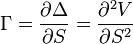 Γ = ∂Δ/∂S = ∂²V/∂S²